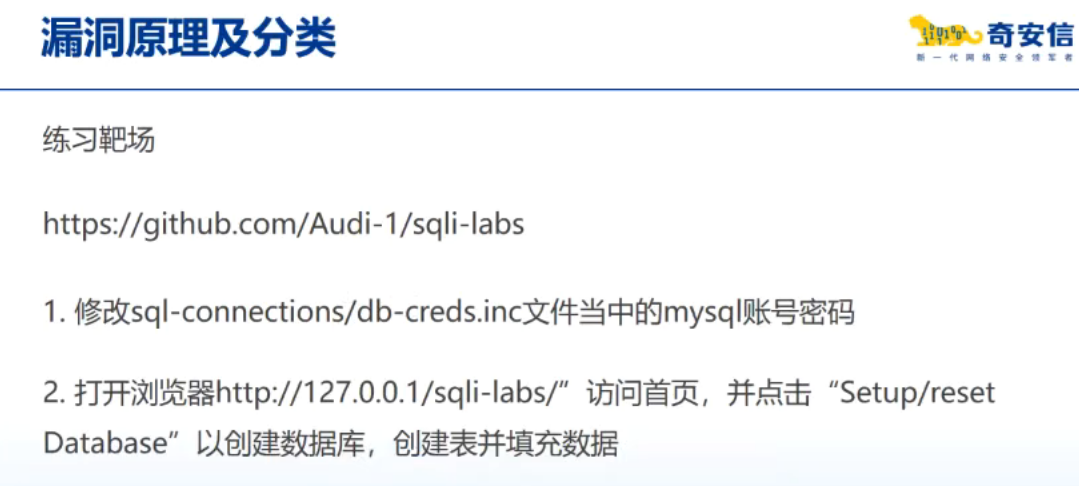 漏洞原理及分类
奇安信
新一代网络安全领军者
练习靶场
https://github.com/Audi-1/sqli-labs
1. 修改sql-connections/db-creds.inc文件当中的mysql账号密码
2. 打开浏览器http://127.0.0.1/sqli-labs/”访问首页，并点击“Setup/reset
Database”以创建数据库，创建表并填充数据